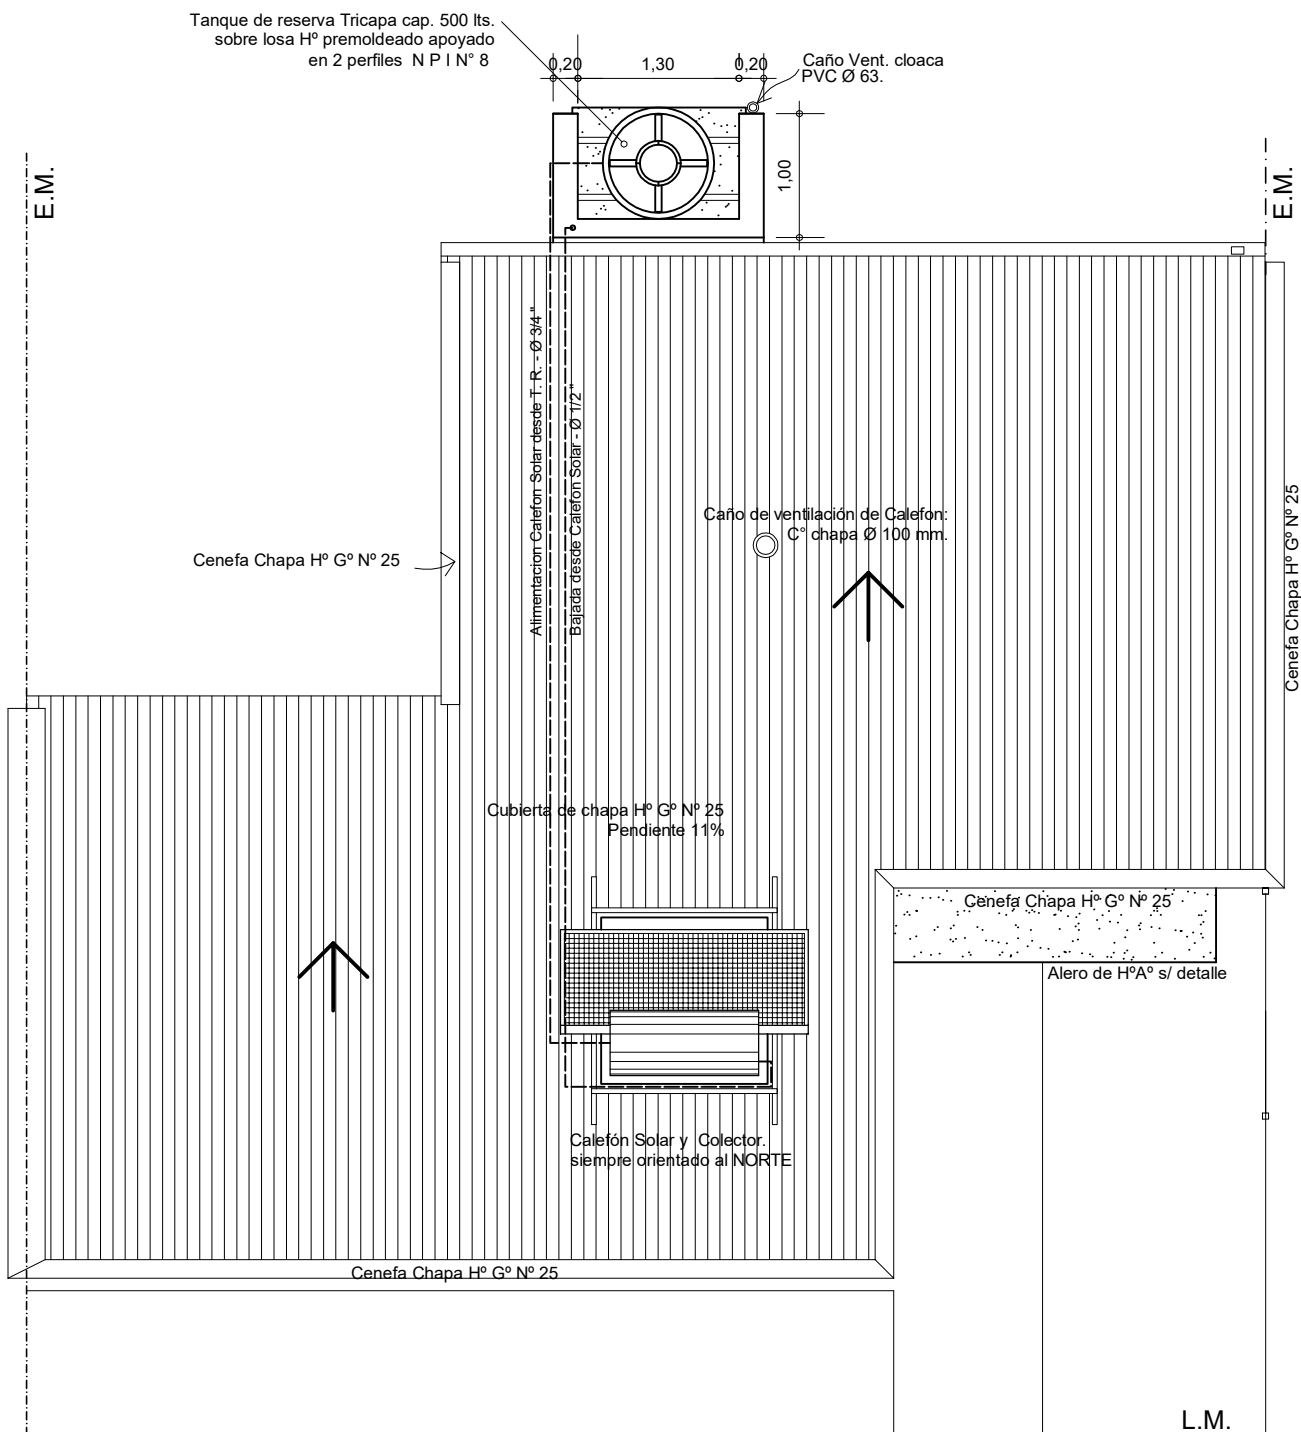 Tanque de reserva Tricapa cap. 500 lts.
sobre losa Hº premoldeado apoyado
en 2 perfiles N P I N° 8
0,20
1,30
0,20
Caño Vent. cloaca
PVC Ø 63.
1,00
E.M.
E.M.
Alimentacion Calefon Solar desde T. R. - Ø 3/4 "
Bajada desde Calefon Solar - Ø 1/2 "
Caño de ventilación de Calefon:
C° chapa Ø 100 mm.
Cenefa Chapa Hº Gº Nº 25
Cenefa Chapa Hº Gº Nº 25
Cubierta de chapa Hº Gº Nº 25
Pendiente 11%
Cenefa Chapa Hº Gº Nº 25
Alero de HºAº s/ detalle
Calefón Solar y Colector.
siempre orientado al NORTE
Cenefa Chapa Hº Gº Nº 25
L.M.